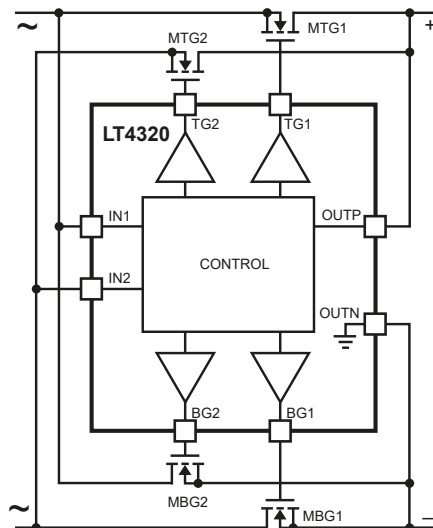 ~ MTG1 +
MTG2
TG2 TG1
LT4320
IN1 OUTP
CONTROL
IN2
OUTN
BG2 BG1
MBG2
~ MBG1 –